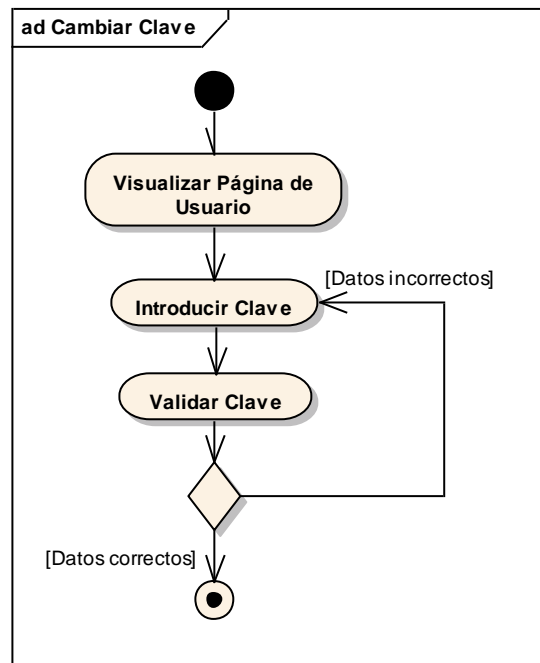 ad Cambiar Clave
Visualizar Página de
Usuario
[Datos incorrectos]
Introducir Clave
Validar Clave
[Datos correctos]